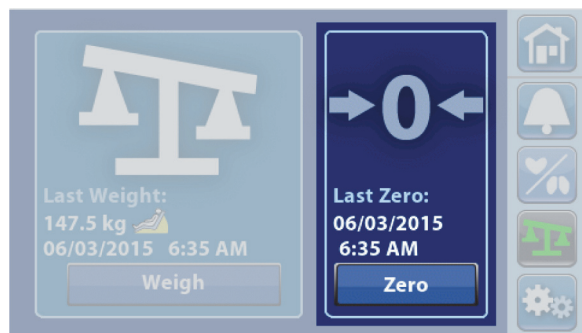 Last Weight:
147.5 kg
06/03/2015 6:35 AM
Weigh
0
Last Zero:
06/03/2015
6:35 AM
Zero